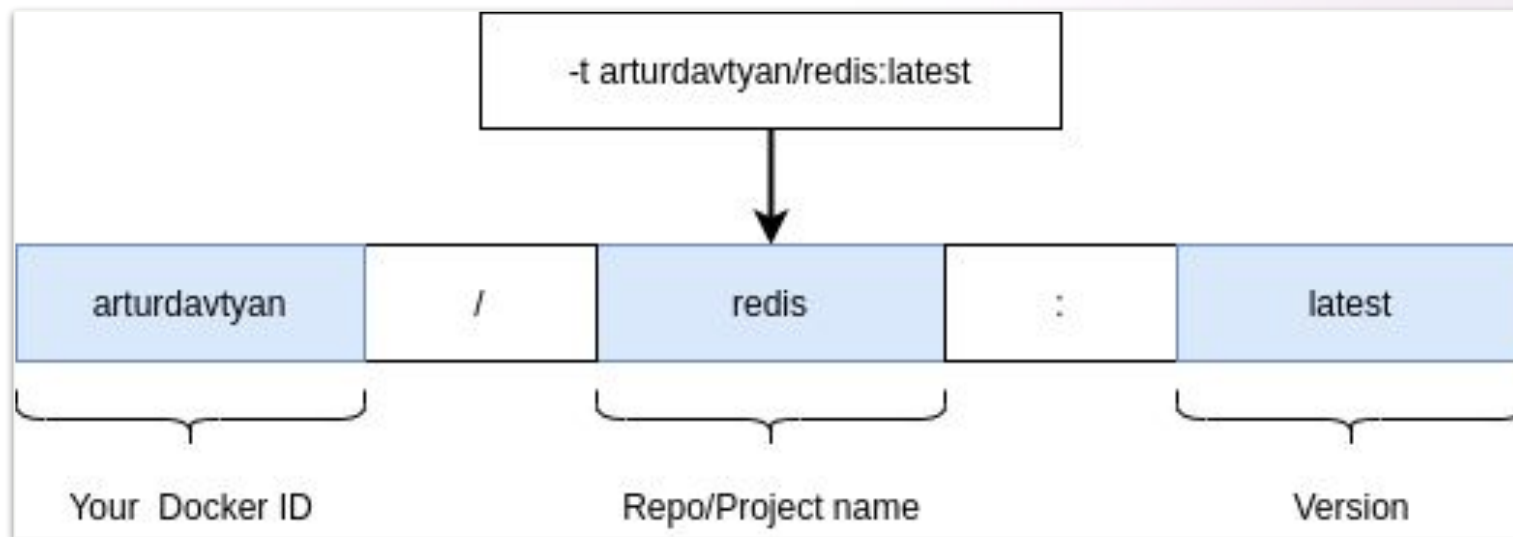 -t arturdavtyan/redis:latest
arturdavtyan / redis : latest
Your Docker ID Repo/Project name Version